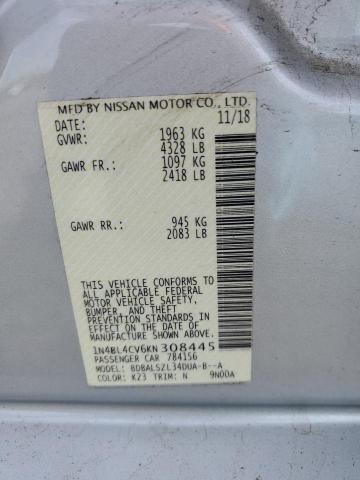 MFD BY NISSAN MOTOR CO., LTD.
DATE: 11/18
GVWR: 1963 KG
4328 LB
GAWR FR.: 1097 KG
2418 LB
GAWR RR.: 945 KG
2083 LB
THIS VEHICLE CONFORMS TO
ALL APPLICABLE FEDERAL
MOTOR VEHICLE SAFETY,
BUMPER, AND THEFT
PREVENTION STANDARDS IN
EFFECT ON THE DATE OF
MANUFACTURE SHOWN ABOVE.
1N4BL4CV6KN308445
PASSENGER CAR 784156
MODEL: BDBALSZL34DUA-B--A
COLOR: K23 TRIM: N 9N00A